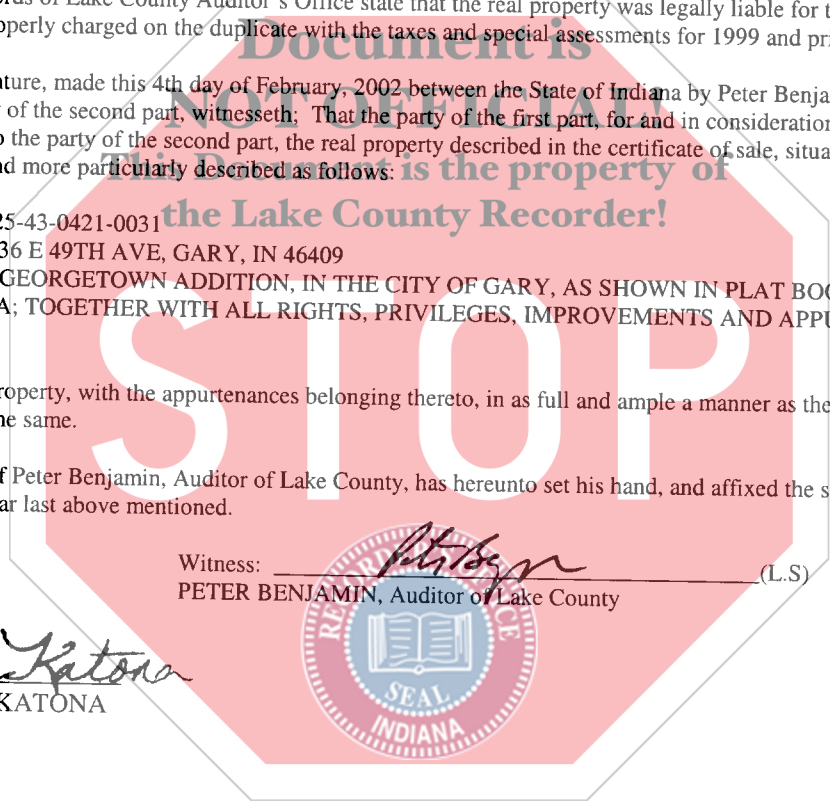 ords of Lake County Auditor's Office state that the real property was legally liable for t
operly charged on the duplicate with the taxes and special assessments for 1999 and pri
Document is
NOT OFFICIAL!
This Document is the property of
the Lake County Recorder!
nture, made this 4th day of February, 2002 between the State of Indiana by Peter Benja
of the second part, witnesseth; That the party of the first part, for and in consideration
o the party of the second part, the real property described in the certificate of sale, situa
nd more particularly described as follows:
25-43-0421-0031
36 E 49TH AVE, GARY, IN 46409
GEORGETOWN ADDITION, IN THE CITY OF GARY, AS SHOWN IN PLAT BOO
A; TOGETHER WITH ALL RIGHTS, PRIVILEGES, IMPROVEMENTS AND APPU
STOP
roperty, with the appurtenances belonging thereto, in as full and ample a manner as the
he same.
f Peter Benjamin, Auditor of Lake County, has hereunto set his hand, and affixed the s
ar last above mentioned.
Witness: (L.S)
PETER BENJAMIN, Auditor of Lake County
Katona
KATONA
SEAL
INDIANA